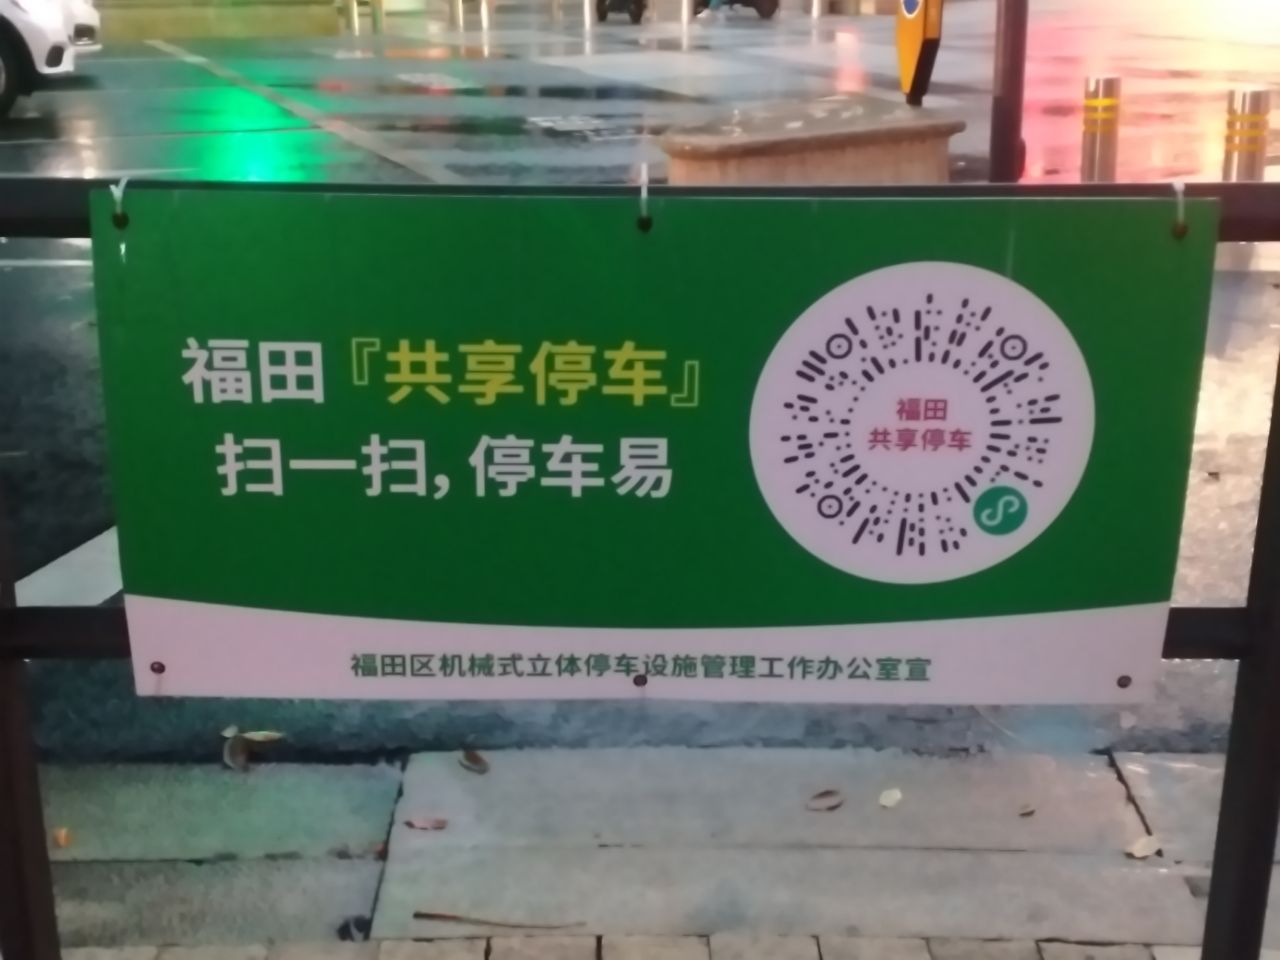 福田『共享停车』
扫一扫,停车易
福田
共享停车
福田区机械式立体停车设施管理工作办公室宣